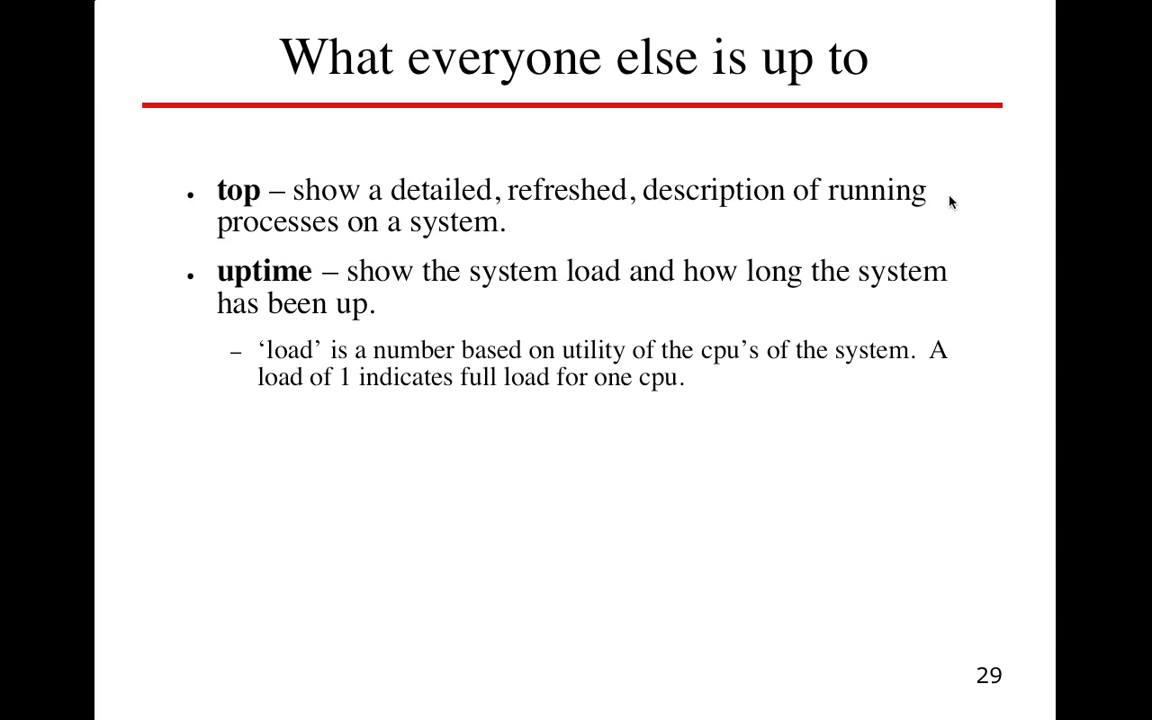 What everyone else is up to
• top – show a detailed, refreshed, description of running
processes on a system.
• uptime – show the system load and how long the system
has been up.
– ‘load’ is a number based on utility of the cpu’s of the system.  A
load of 1 indicates full load for one cpu.
29